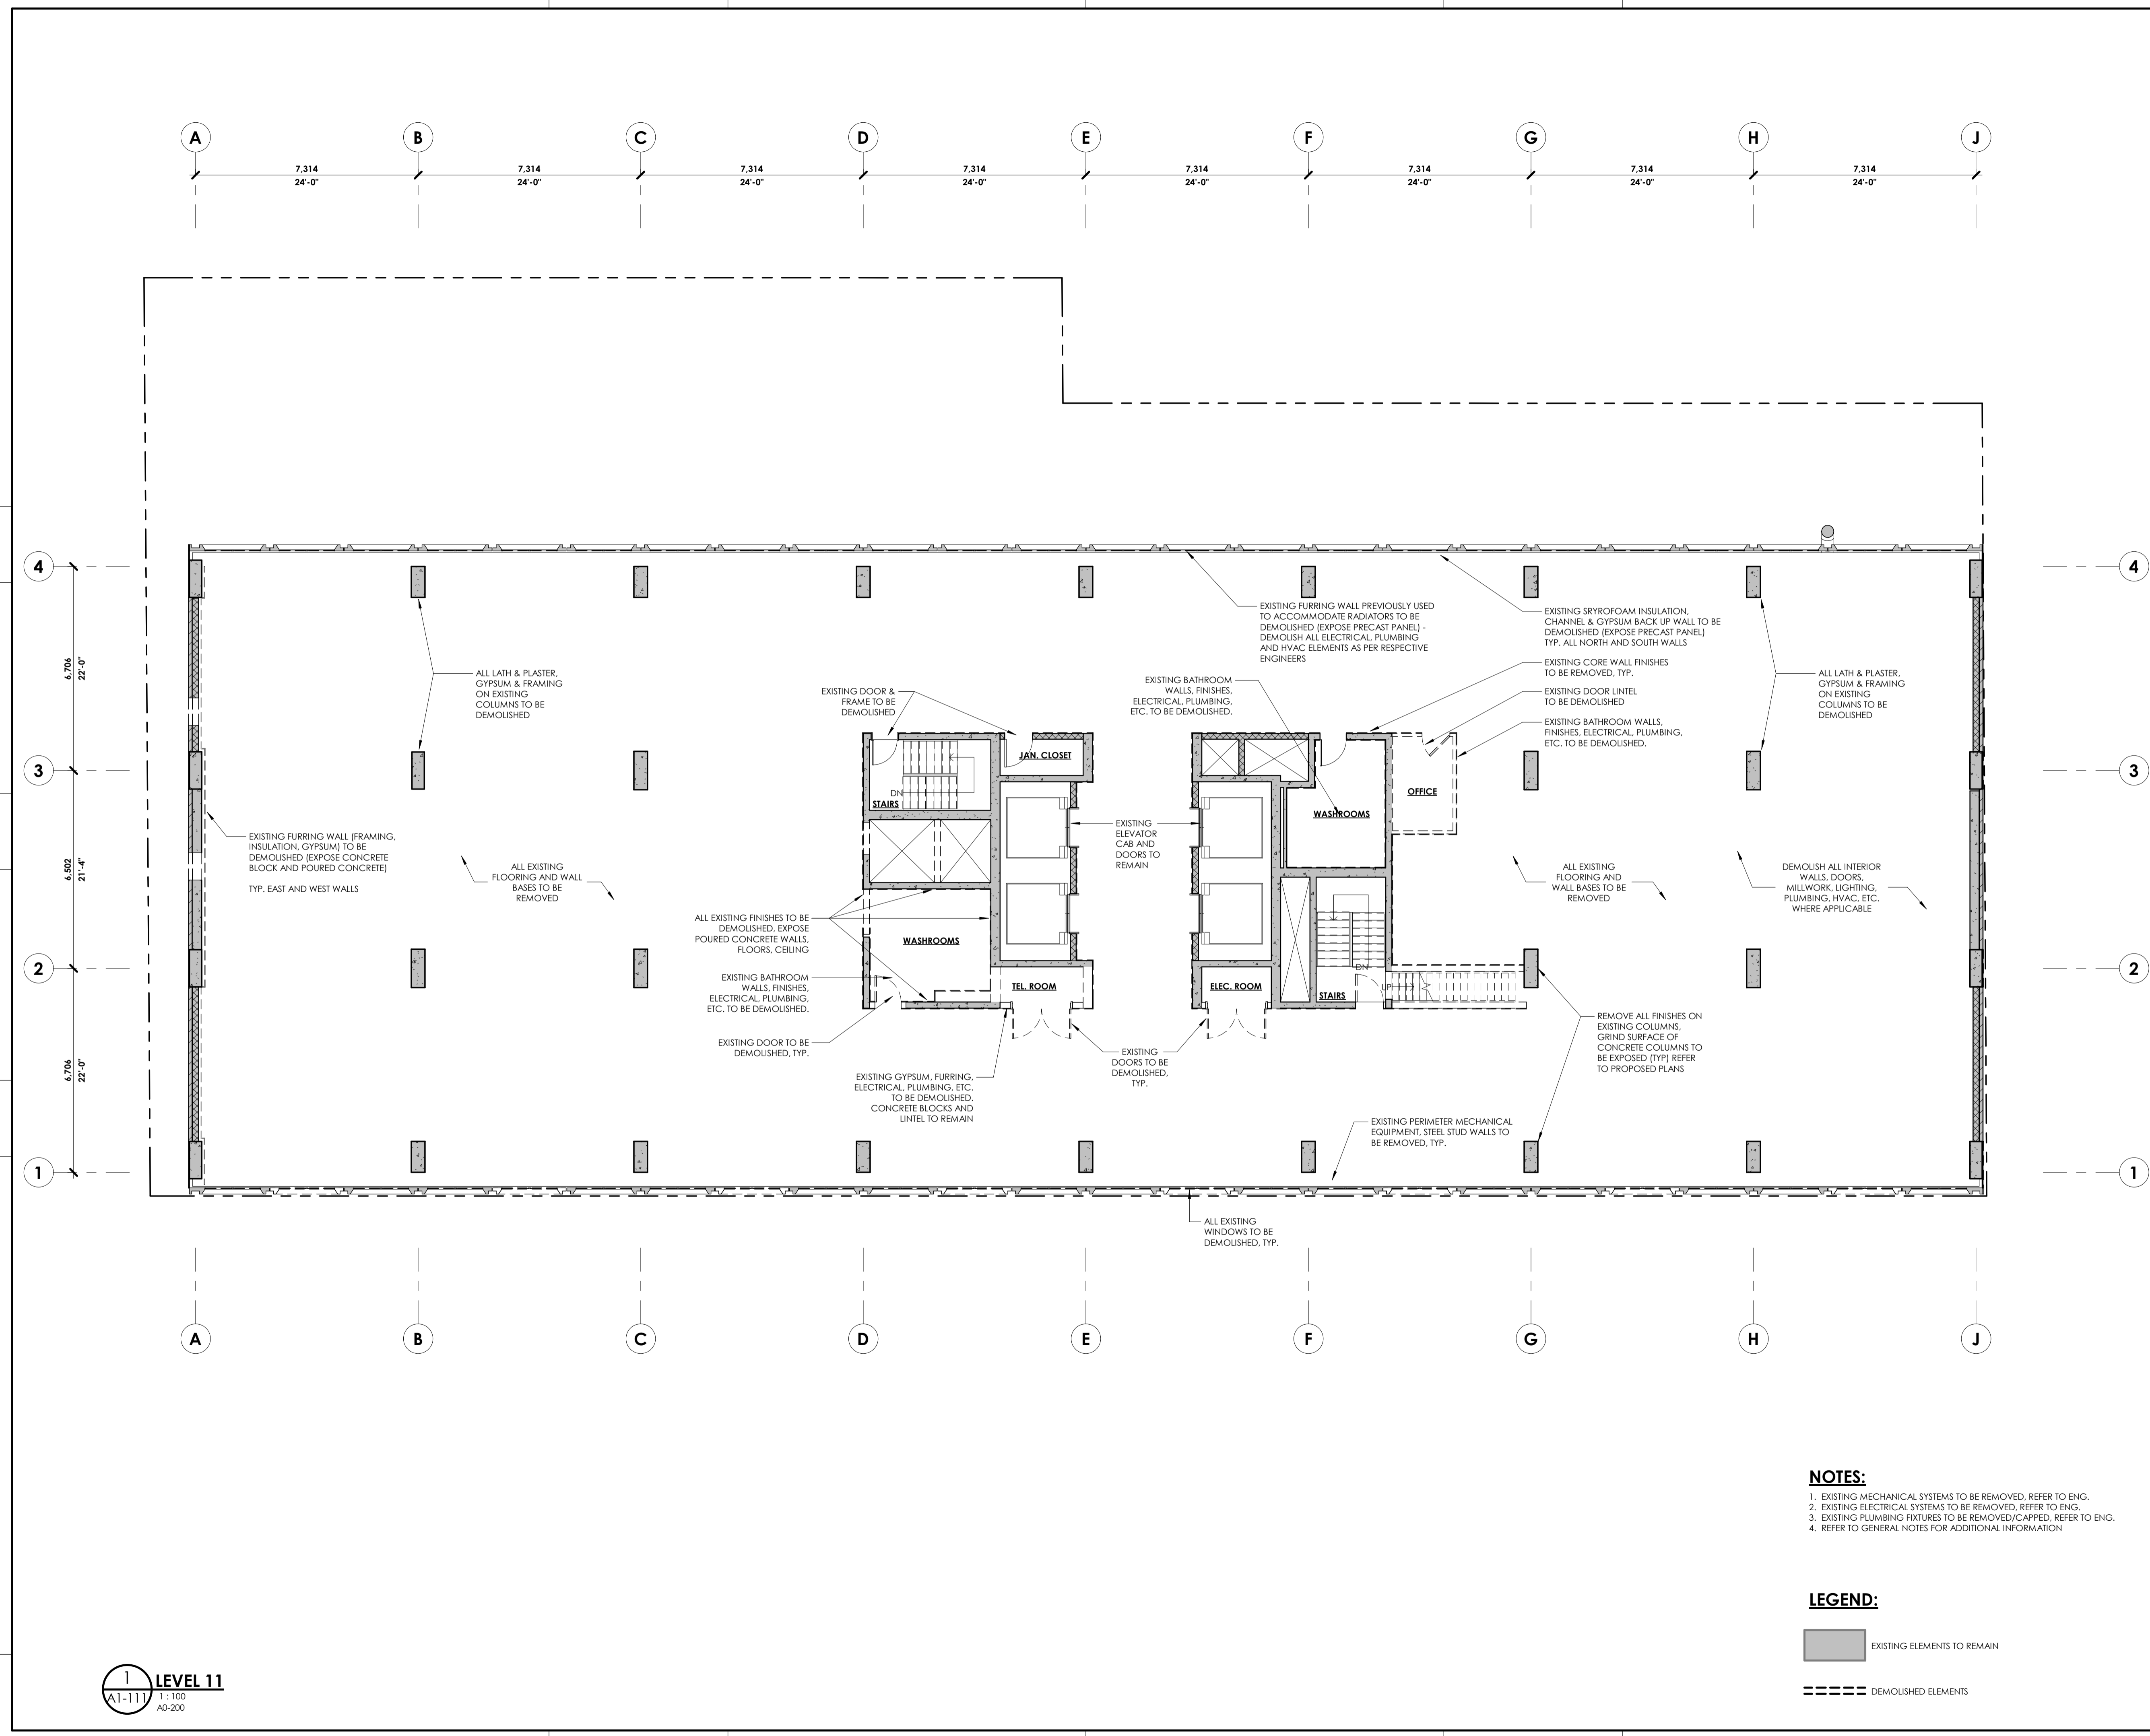 A B C D E F G H J
7,314 7,314 7,314 7,314 7,314 7,314 7,314 7,314
24'-0" 24'-0" 24'-0" 24'-0" 24'-0" 24'-0" 24'-0" 24'-0"
4
4
6,706
22'-0"
3
3
6,502
21'-4"
2
2
6,706
22'-0"
1
1
EXISTING FURRING WALL PREVIOUSLY USED
TO ACCOMMODATE RADIATORS TO BE
DEMOLISHED (EXPOSE PRECAST PANEL) -
DEMOLISH ALL ELECTRICAL, PLUMBING
AND HVAC ELEMENTS AS PER RESPECTIVE
ENGINEERS
EXISTING SRYROFOAM INSULATION,
CHANNEL & GYPSUM BACK UP WALL TO BE
DEMOLISHED (EXPOSE PRECAST PANEL)
TYP. ALL NORTH AND SOUTH WALLS
EXISTING CORE WALL FINISHES
TO BE REMOVED, TYP.
EXISTING DOOR LINTEL
TO BE DEMOLISHED
EXISTING BATHROOM WALLS,
FINISHES, ELECTRICAL, PLUMBING,
ETC. TO BE DEMOLISHED.
ALL LATH & PLASTER,
GYPSUM & FRAMING
ON EXISTING
COLUMNS TO BE
DEMOLISHED
EXISTING DOOR &
FRAME TO BE
DEMOLISHED
EXISTING BATHROOM
WALLS, FINISHES,
ELECTRICAL, PLUMBING,
ETC. TO BE DEMOLISHED.
ALL LATH & PLASTER,
GYPSUM & FRAMING
ON EXISTING
COLUMNS TO BE
DEMOLISHED
JAN. CLOSET
DN
STAIRS
OFFICE
WASHROOMS
EXISTING
ELEVATOR
CAB AND
DOORS TO
REMAIN
EXISTING FURRING WALL (FRAMING,
INSULATION, GYPSUM) TO BE
DEMOLISHED (EXPOSE CONCRETE
BLOCK AND POURED CONCRETE)
TYP. EAST AND WEST WALLS
ALL EXISTING
FLOORING AND WALL
BASES TO BE
REMOVED
ALL EXISTING
FLOORING AND
WALL BASES TO BE
REMOVED
DEMOLISH ALL INTERIOR
WALLS, DOORS,
MILLWORK, LIGHTING,
PLUMBING, HVAC, ETC.
WHERE APPLICABLE
ALL EXISTING FINISHES TO BE
DEMOLISHED, EXPOSE
POURED CONCRETE WALLS,
FLOORS, CEILING
WASHROOMS
EXISTING BATHROOM
WALLS, FINISHES,
ELECTRICAL, PLUMBING,
ETC. TO BE DEMOLISHED.
TEL. ROOM
ELEC. ROOM
DN
UP
STAIRS
EXISTING DOOR TO BE
DEMOLISHED, TYP.
EXISTING
DOORS TO BE
DEMOLISHED,
TYP.
REMOVE ALL FINISHES ON
EXISTING COLUMNS,
GRIND SURFACE OF
CONCRETE COLUMNS TO
BE EXPOSED (TYP) REFER
TO PROPOSED PLANS
EXISTING GYPSUM, FURRING,
ELECTRICAL, PLUMBING, ETC.
TO BE DEMOLISHED.
CONCRETE BLOCKS AND
LINTEL TO REMAIN
EXISTING PERIMETER MECHANICAL
EQUIPMENT, STEEL STUD WALLS TO
BE REMOVED, TYP.
ALL EXISTING
WINDOWS TO BE
DEMOLISHED, TYP.
A B C D E F G H J
NOTES:
1. EXISTING MECHANICAL SYSTEMS TO BE REMOVED, REFER TO ENG.
2. EXISTING ELECTRICAL SYSTEMS TO BE REMOVED, REFER TO ENG.
3. EXISTING PLUMBING FIXTURES TO BE REMOVED/CAPPED, REFER TO ENG.
4. REFER TO GENERAL NOTES FOR ADDITIONAL INFORMATION
LEGEND:
EXISTING ELEMENTS TO REMAIN
DEMOLISHED ELEMENTS
1
A1-111
LEVEL 11
1 : 100
A0-200